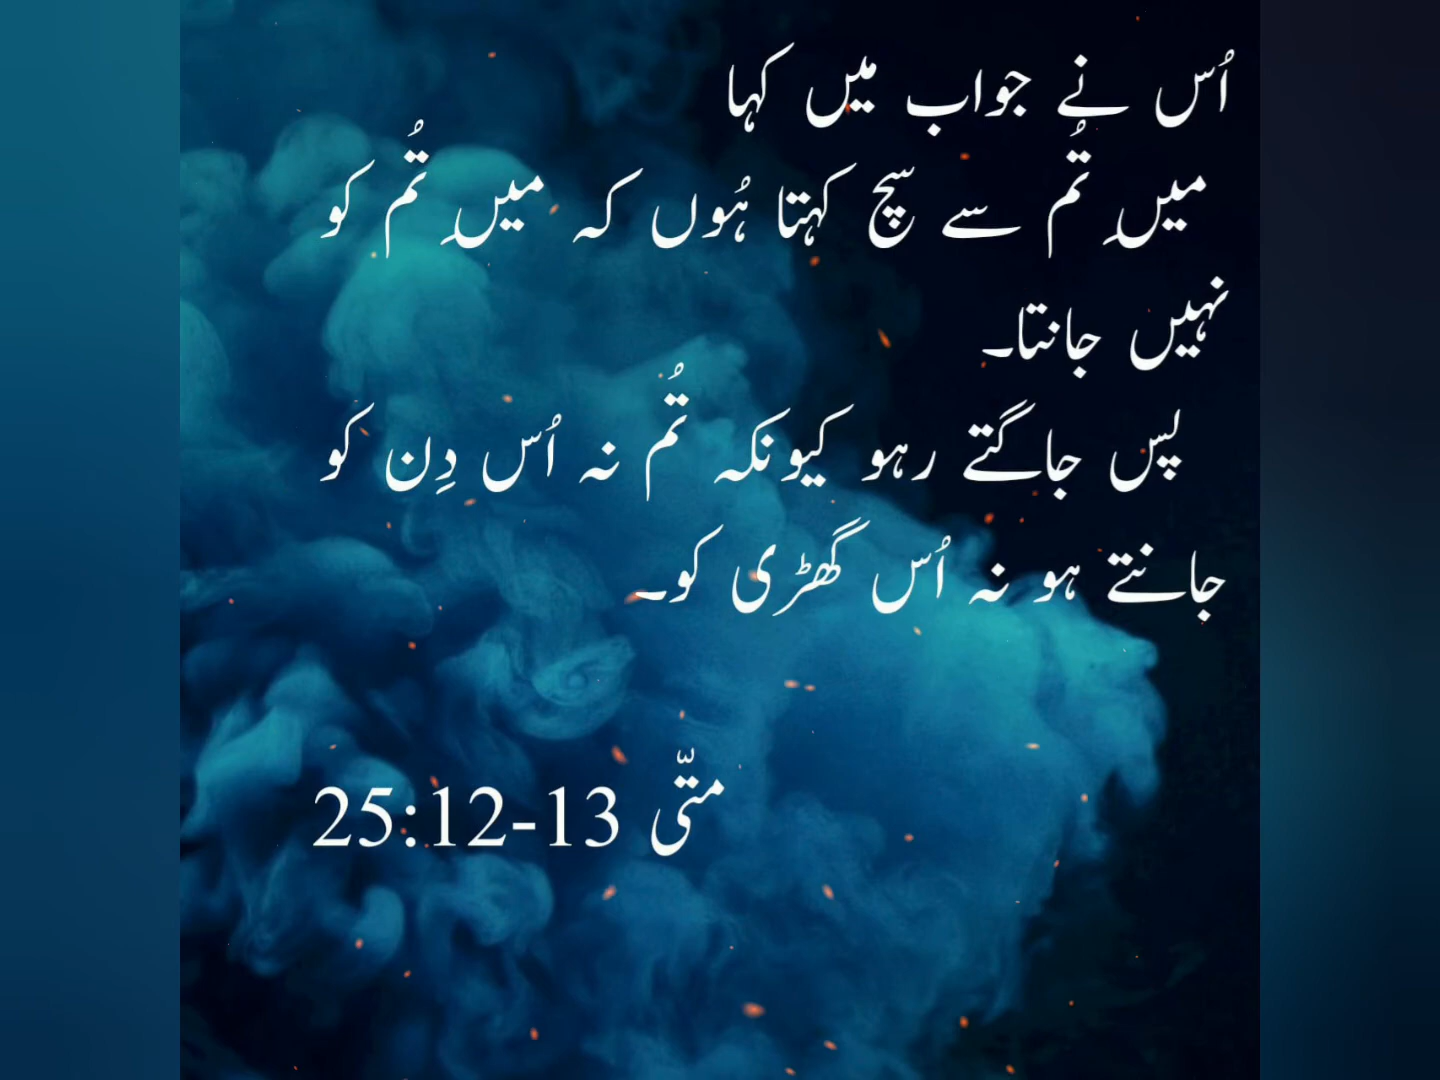 اُس نے جواب میں کہا
میں تُم سے سچ کہتا ہُوں کہ میں تُم کو
نہیں جانتا۔
پس جاگتے رہو کیونکہ تُم نہ اُس دِن کو
جانتے ہو نہ اُس گھڑی کو۔
متّی 25:12-13